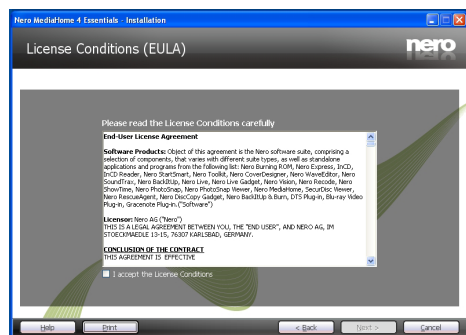 Nero MediaHome 4 Essentials - Installation
License Conditions (EULA)
nero
Please read the License Conditions carefully
End-User License Agreement
Software Products: Object of this agreement is the Nero software suite, comprising a
selection of components, that varies with different suite types, as well as standalone
applications and programs from the following list: Nero Burning ROM, Nero Express, InCD,
InCD Reader, Nero StartSmart, Nero Toolkit, Nero CoverDesigner, Nero WaveEditor, Nero
SoundTrax, Nero BackItUp, Nero Live, Nero Live Gadget, Nero Vision, Nero Recode, Nero
ShowTime, Nero PhotoSnap, Nero PhotoSnap Viewer, Nero MediaHome, SecurDisc Viewer,
Nero RescueAgent, Nero DiscCopy Gadget, Nero BackItUp & Burn, DTS Plug-in, Blu-ray Video
Plug-in, Gracenote Plug-in.("Software")
Licensor: Nero AG ("Nero")
THIS IS A LEGAL AGREEMENT BETWEEN YOU, THE "END USER", AND NERO AG, IM
STOECKMAEDLE 13-15, 76307 KARLSBAD, GERMANY.
CONCLUSION OF THE CONTRACT
THIS AGREEMENT IS EFFECTIVE
I accept the License Conditions
Help
Print
< Back
Next >
Cancel